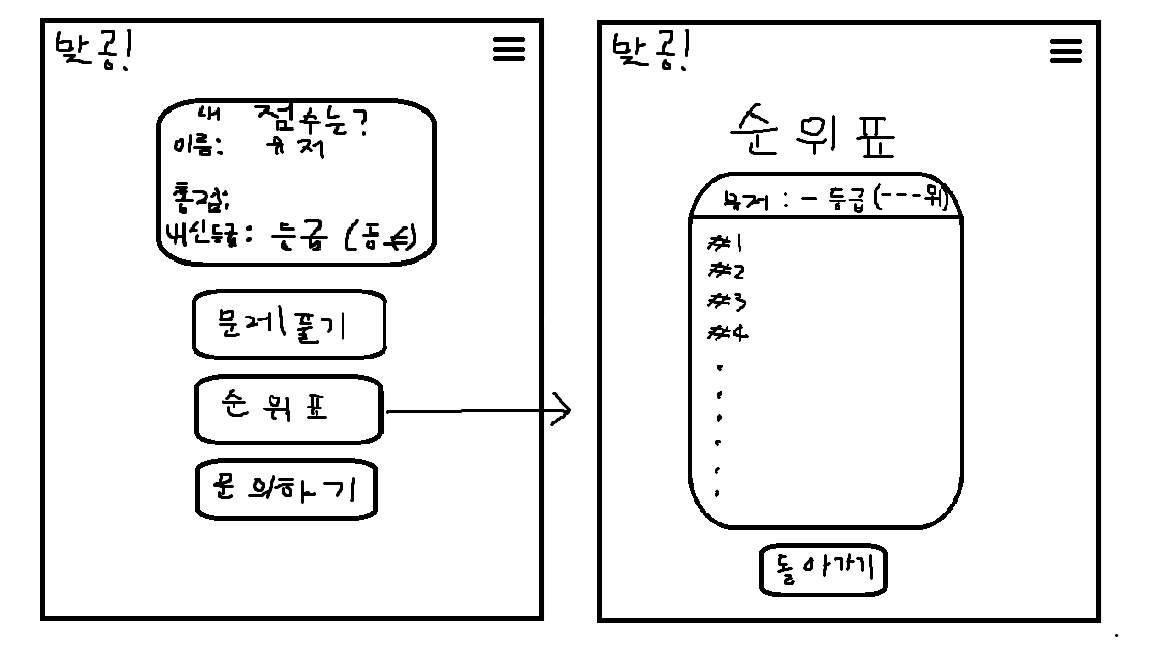 말공!
내 점수는?
이름: 유저
총점:
내신등급: 등급 (등수)
문제풀기
순위표
문의하기
말공!
순위표
유저 : - 등급(---위)
#1
#2
#3
#4
돌아가기